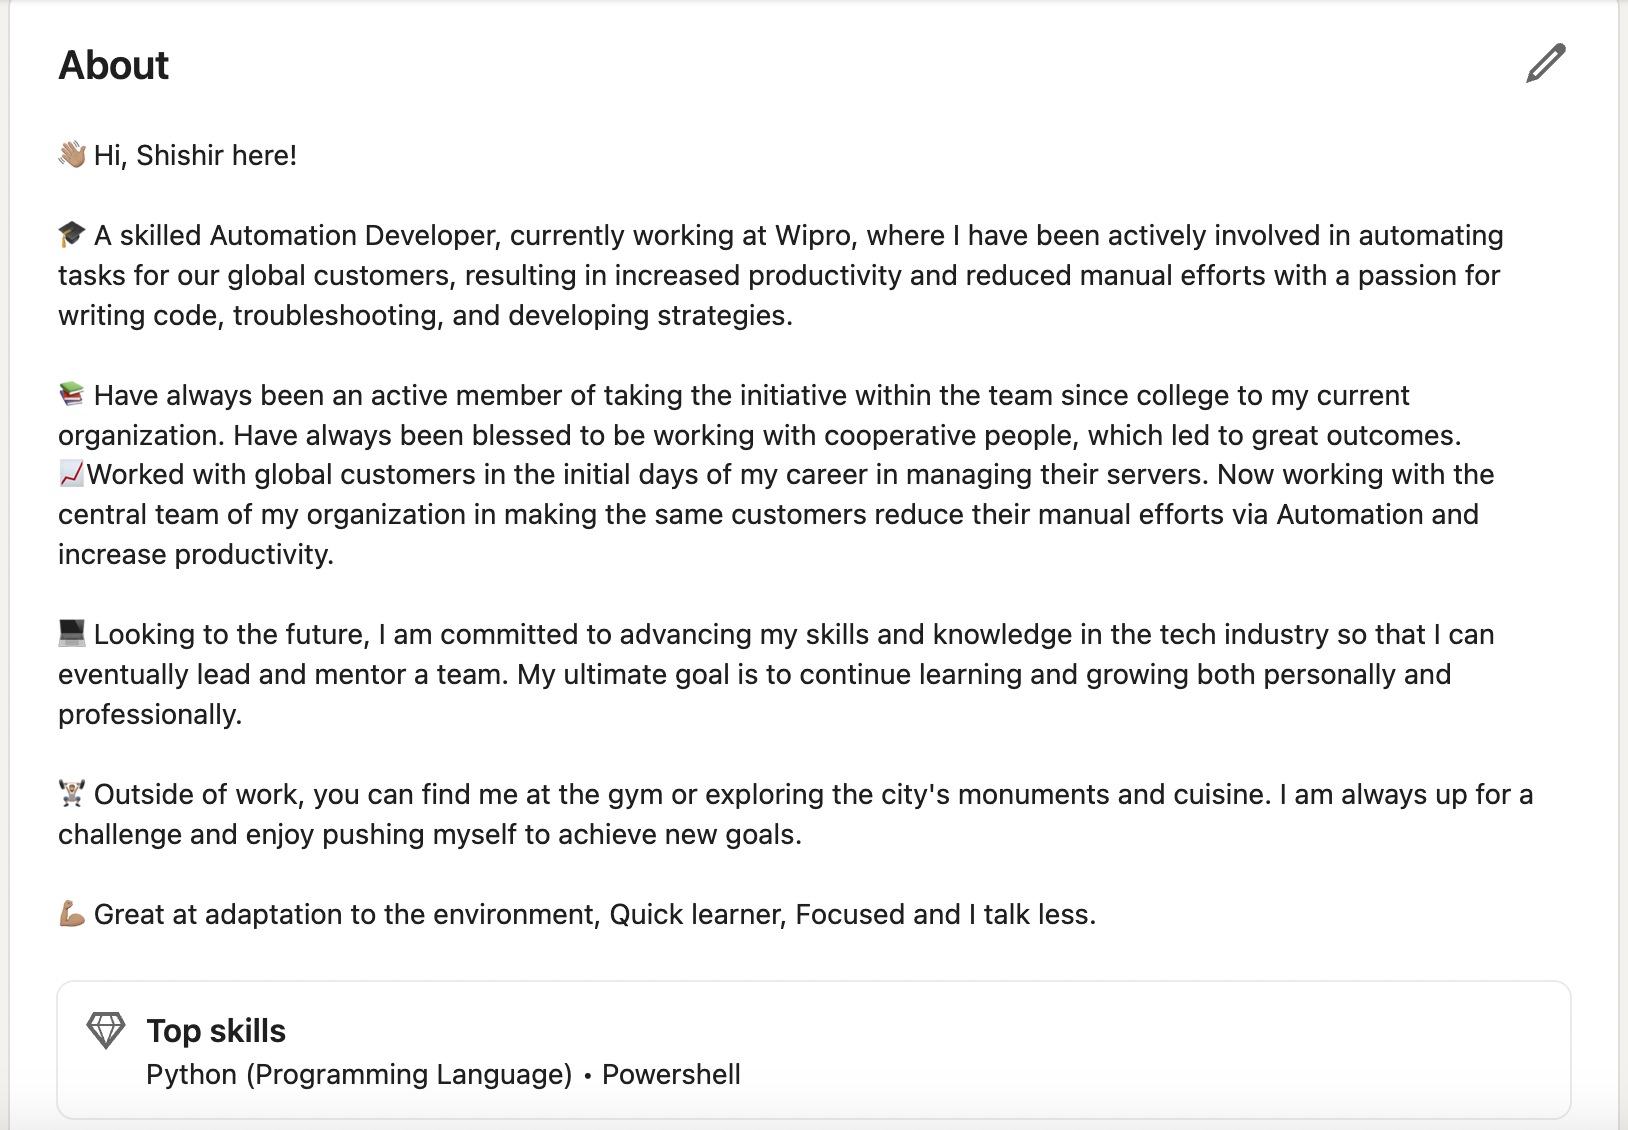 About
👋🏽 Hi, Shishir here!
🎓 A skilled Automation Developer, currently working at Wipro, where I have been actively involved in automating
tasks for our global customers, resulting in increased productivity and reduced manual efforts with a passion for
writing code, troubleshooting, and developing strategies.
📚 Have always been an active member of taking the initiative within the team since college to my current
organization. Have always been blessed to be working with cooperative people, which led to great outcomes.
📈Worked with global customers in the initial days of my career in managing their servers. Now working with the
central team of my organization in making the same customers reduce their manual efforts via Automation and
increase productivity.
💻 Looking to the future, I am committed to advancing my skills and knowledge in the tech industry so that I can
eventually lead and mentor a team. My ultimate goal is to continue learning and growing both personally and
professionally.
🏋🏽 Outside of work, you can find me at the gym or exploring the city's monuments and cuisine. I am always up for a
challenge and enjoy pushing myself to achieve new goals.
💪🏽 Great at adaptation to the environment, Quick learner, Focused and I talk less.
Top skills
Python (Programming Language) • Powershell